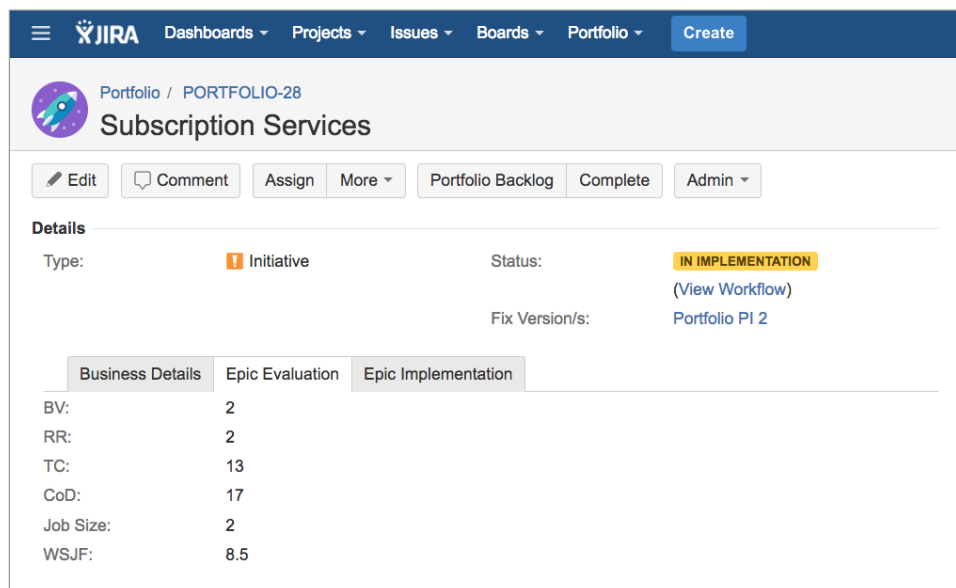 JIRA Dashboards Projects Issues Boards Portfolio Create
Portfolio / PORTFOLIO-28
Subscription Services
Edit Comment Assign More Portfolio Backlog Complete Admin
Details
Type: Initiative Status: IN IMPLEMENTATION
(View Workflow)
Fix Version/s: Portfolio PI 2
Business Details Epic Evaluation Epic Implementation
BV: 2
RR: 2
TC: 13
CoD: 17
Job Size: 2
WSJF: 8.5